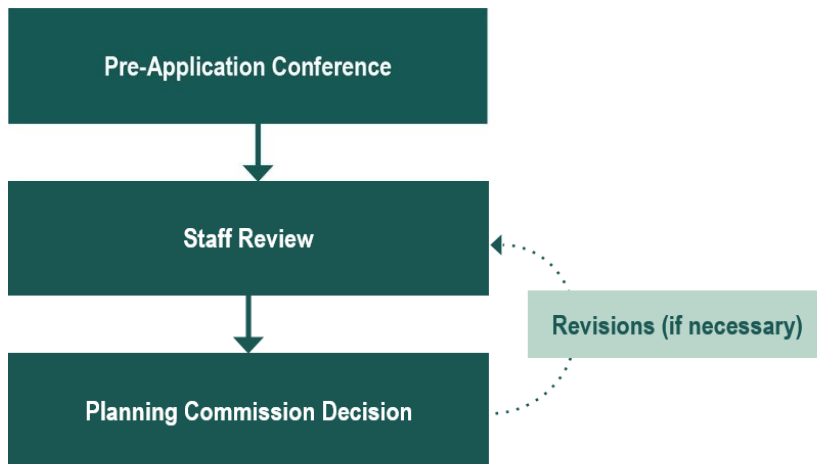 Pre-Application Conference
Staff Review
Revisions (if necessary)
Planning Commission Decision